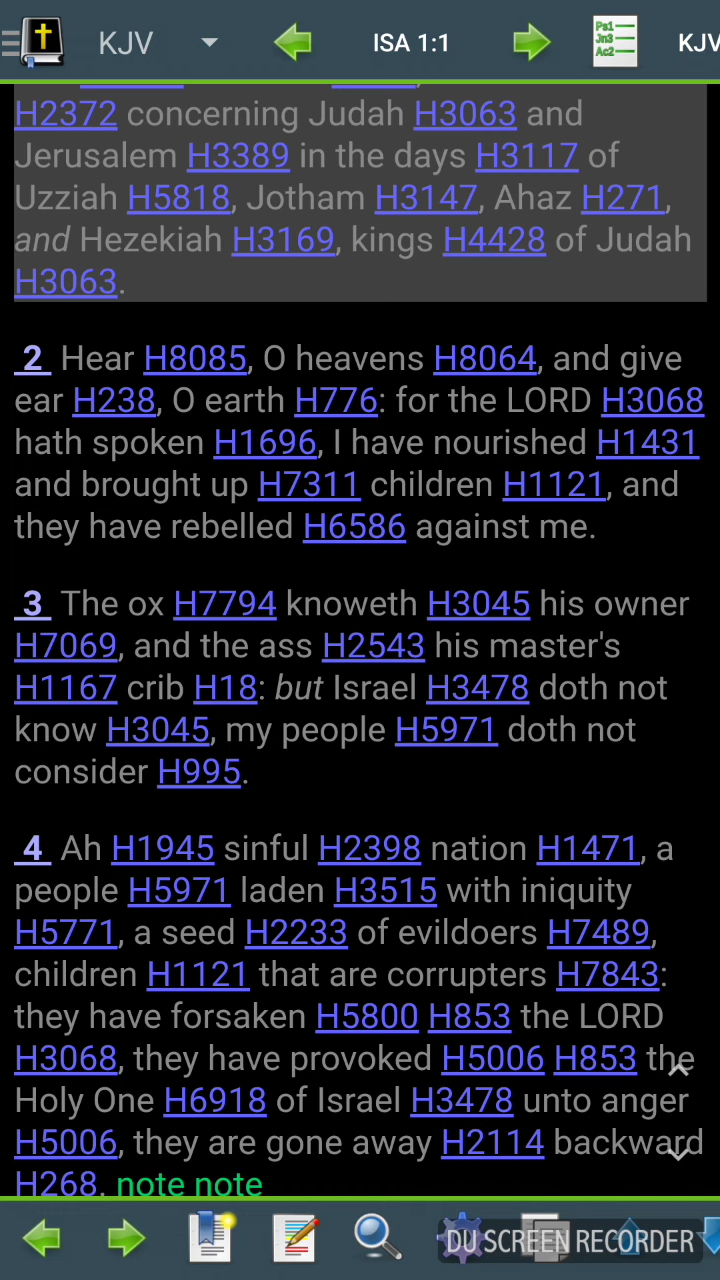 KJV ISA 1:1 Ps1 Jn3 Ac2 KJV
H2372 concerning Judah H3063 and
Jerusalem H3389 in the days H3117 of
Uzziah H5818, Jotham H3147, Ahaz H271,
and Hezekiah H3169, kings H4428 of Judah
H3063.
2 Hear H8085, O heavens H8064, and give
ear H238, O earth H776: for the LORD H3068
hath spoken H1696, I have nourished H1431
and brought up H7311 children H1121, and
they have rebelled H6586 against me.
3 The ox H7794 knoweth H3045 his owner
H7069, and the ass H2543 his master's
H1167 crib H18: but Israel H3478 doth not
know H3045, my people H5971 doth not
consider H995.
4 Ah H1945 sinful H2398 nation H1471, a
people H5971 laden H3515 with iniquity
H5771, a seed H2233 of evildoers H7489,
children H1121 that are corrupters H7843:
they have forsaken H5800 H853 the LORD
H3068, they have provoked H5006 H853 the
Holy One H6918 of Israel H3478 unto anger
H5006, they are gone away H2114 backward
H268. note note
DU SCREEN RECORDER